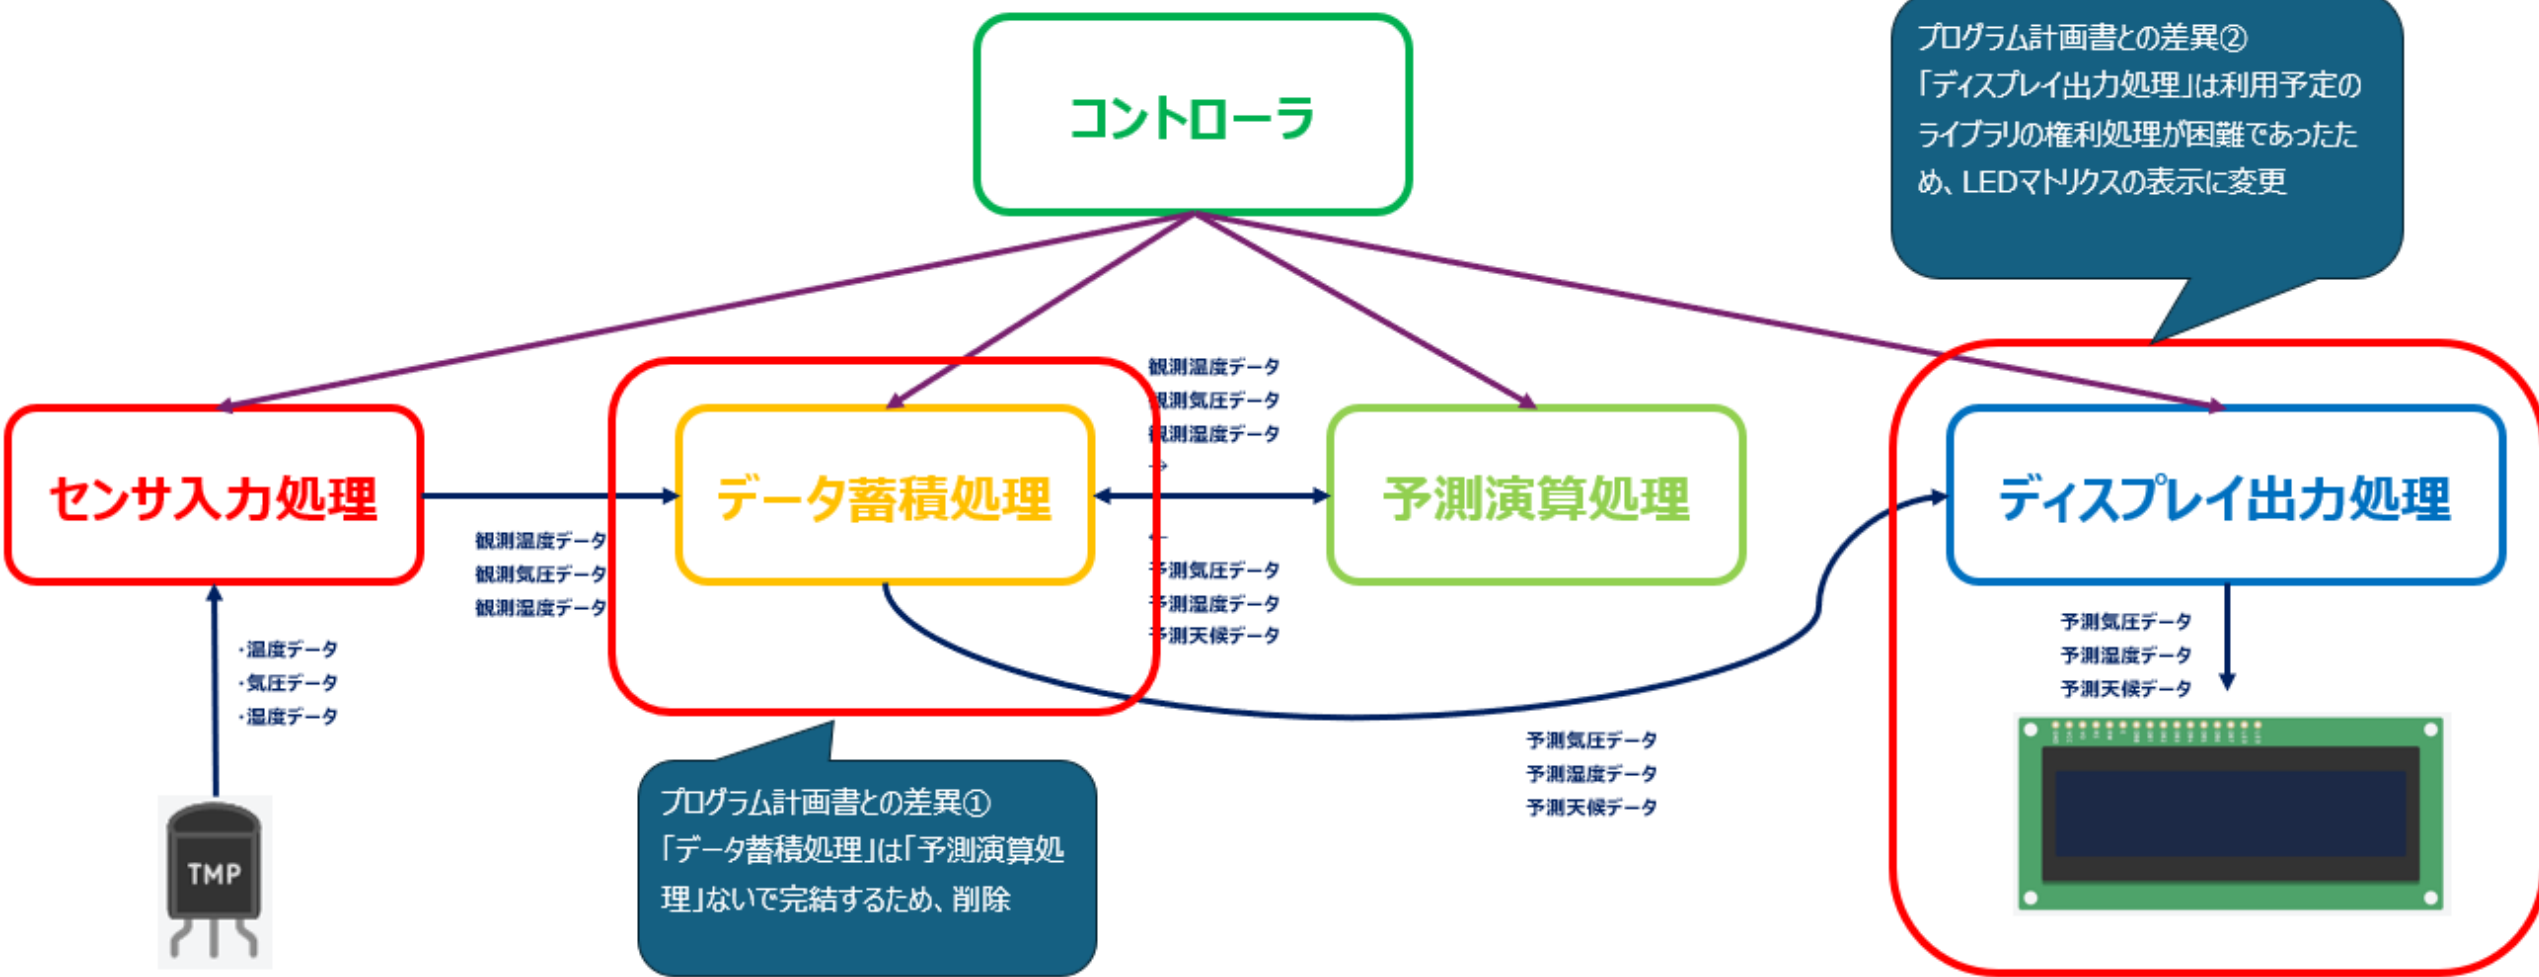 コントローラ
プログラム計画書との差異②
「ディスプレイ出力処理」は利用予定の
ライブラリの権利処理が困難であったた
め、LEDマトリクスの表示に変更
センサ入力処理
データ蓄積処理
予測演算処理
ディスプレイ出力処理
観測温度データ
観測気圧データ
観測湿度データ
→
←
予測気圧データ
予測湿度データ
予測天候データ
観測温度データ
観測気圧データ
観測湿度データ
・温度データ
・気圧データ
・湿度データ
予測気圧データ
予測湿度データ
予測天候データ
予測気圧データ
予測湿度データ
予測天候データ
プログラム計画書との差異①
「データ蓄積処理」は「予測演算処
理」ないで完結するため、削除
TMP